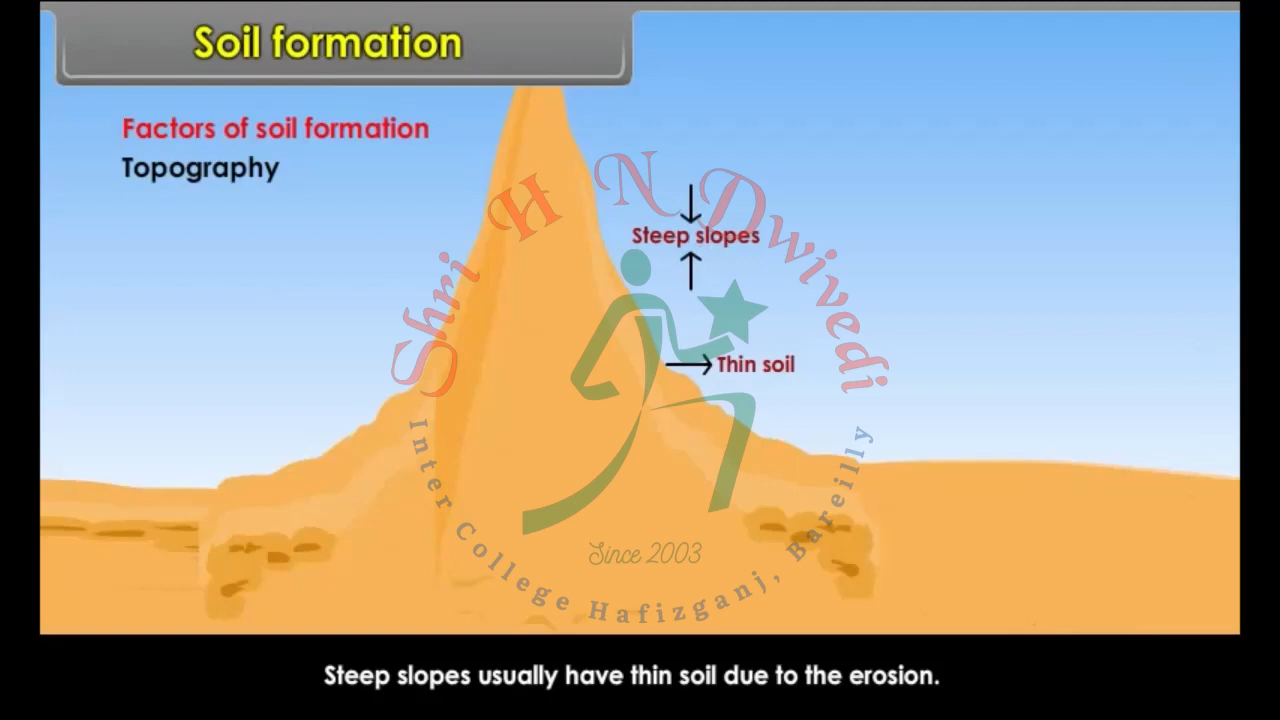 Soil formation
Factors of soil formation
Topography
Steep slopes
Thin soil
Shri H N Dwivedi
Inter College Hafizganj, Bareilly
Since 2003
Steep slopes usually have thin soil due to the erosion.